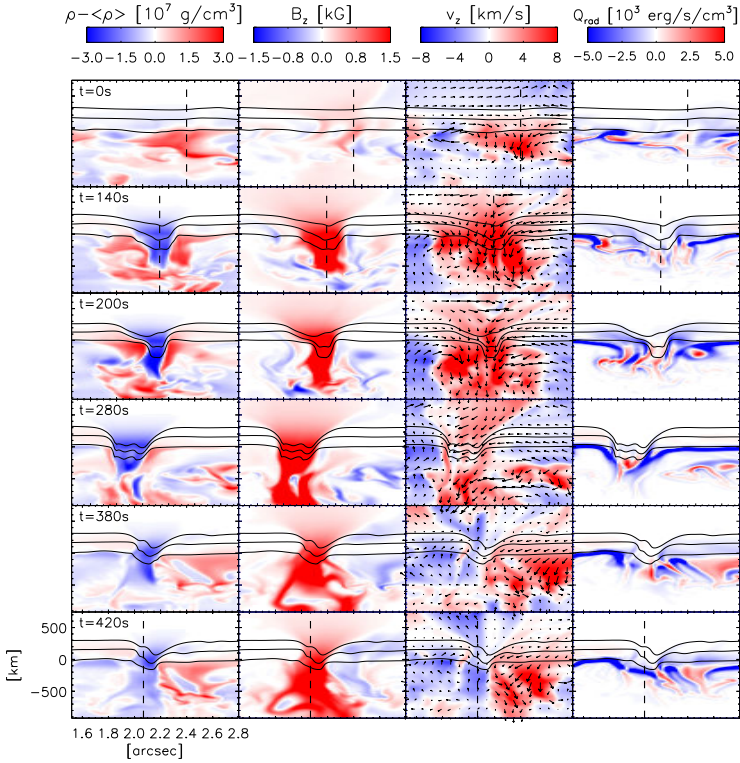 ρ−<ρ> [10⁷ g/cm³]
B_z [kG]
v_z [km/s]
Q_rad [10³ erg/s/cm³]
−3.0 −1.5 0.0 1.5 3.0
−1.5 −0.8 0.0 0.8 1.5
−8 −4 0 4 8
−5.0 −2.5 0.0 2.5 5.0
t=0s
t=140s
t=200s
t=280s
t=380s
t=420s
500
0
−500
[km]
1.6 1.8 2.0 2.2 2.4 2.6 2.8
[arcsec]